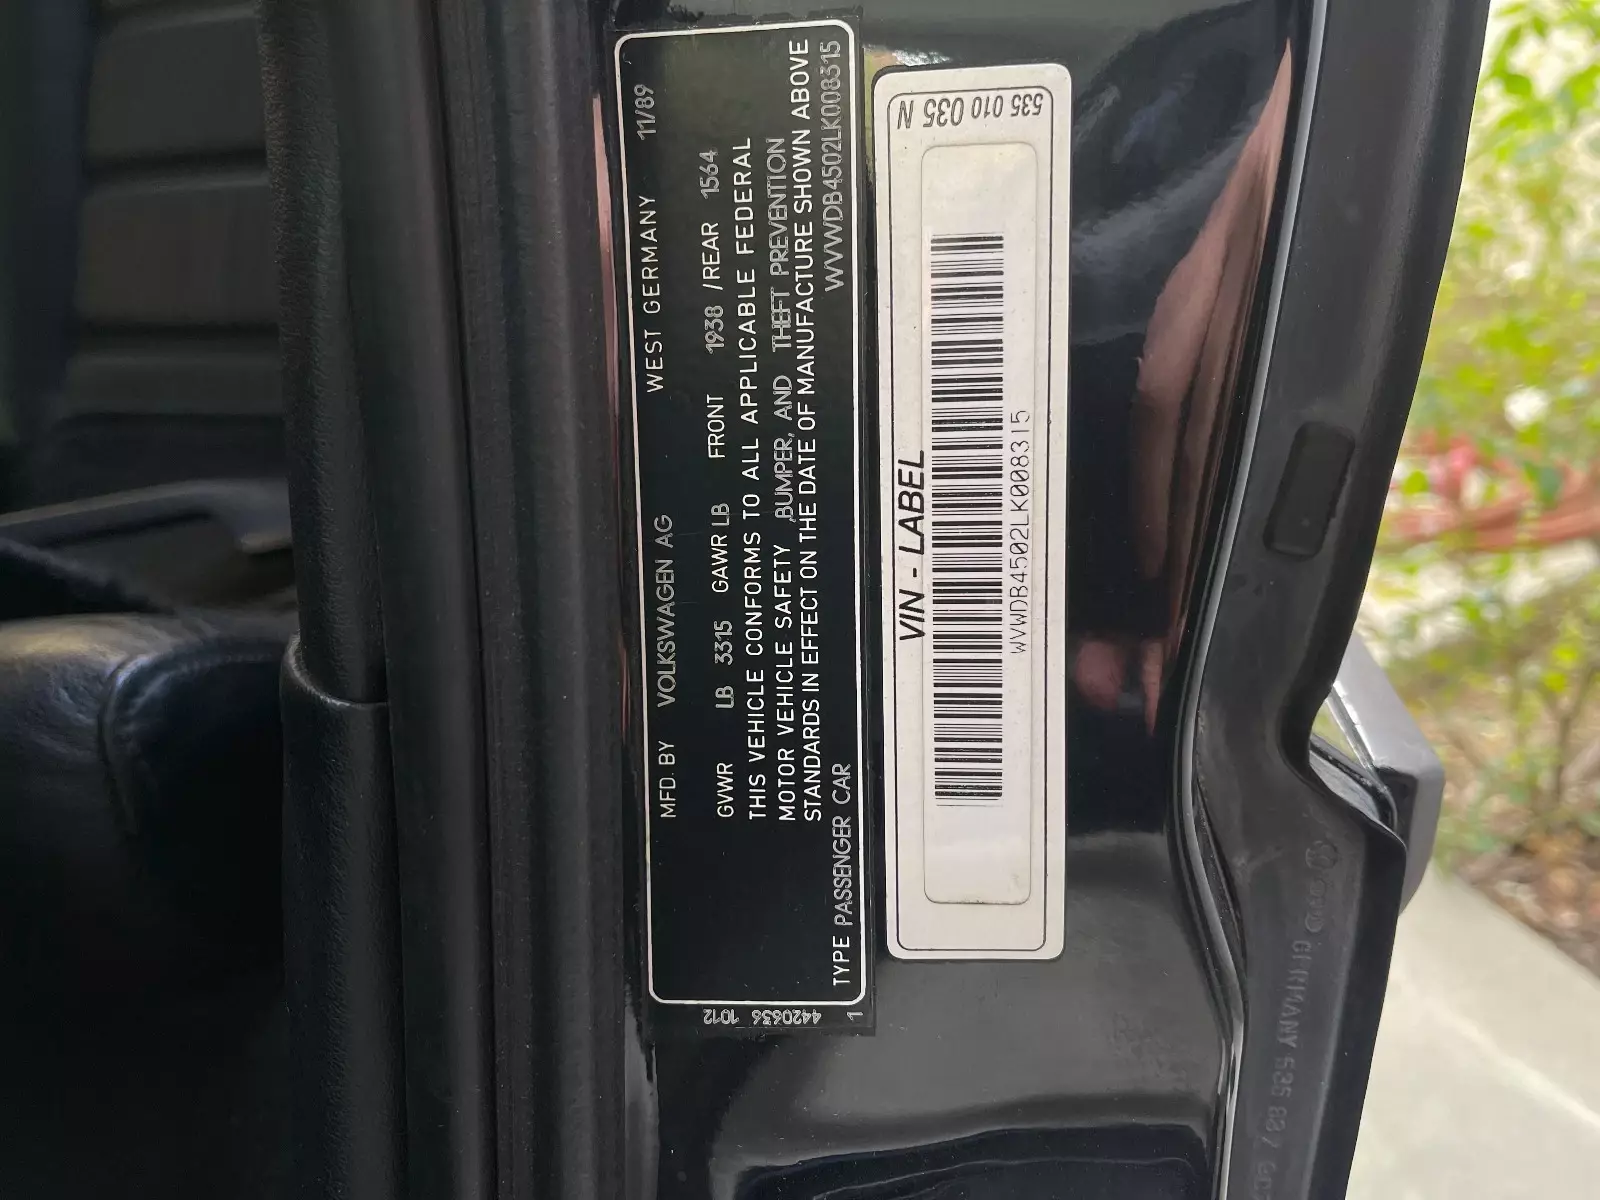 MFD. BY VOLKSWAGEN AG WEST GERMANY 11/89
GVWR LB 3315 GAWR LB FRONT 1938 /REAR 1564
THIS VEHICLE CONFORMS TO ALL APPLICABLE FEDERAL
MOTOR VEHICLE SAFETY ,BUMPER, AND THEFT PREVENTION
STANDARDS IN EFFECT ON THE DATE OF MANUFACTURE SHOWN ABOVE
TYPE PASSENGER CAR WVWDB4502LK008315
4420636 1012
1
535 010 035 N
VIN - LABEL
WVWDB4502LK008315
GERMANY 535